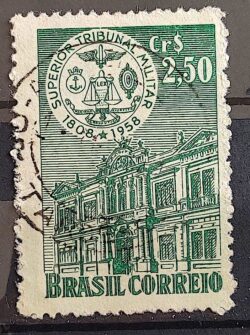 SUPERIOR TRIBUNAL MILITAR
1808 • 1958
LEX
Cr$
2,50
BRASIL CORREIO